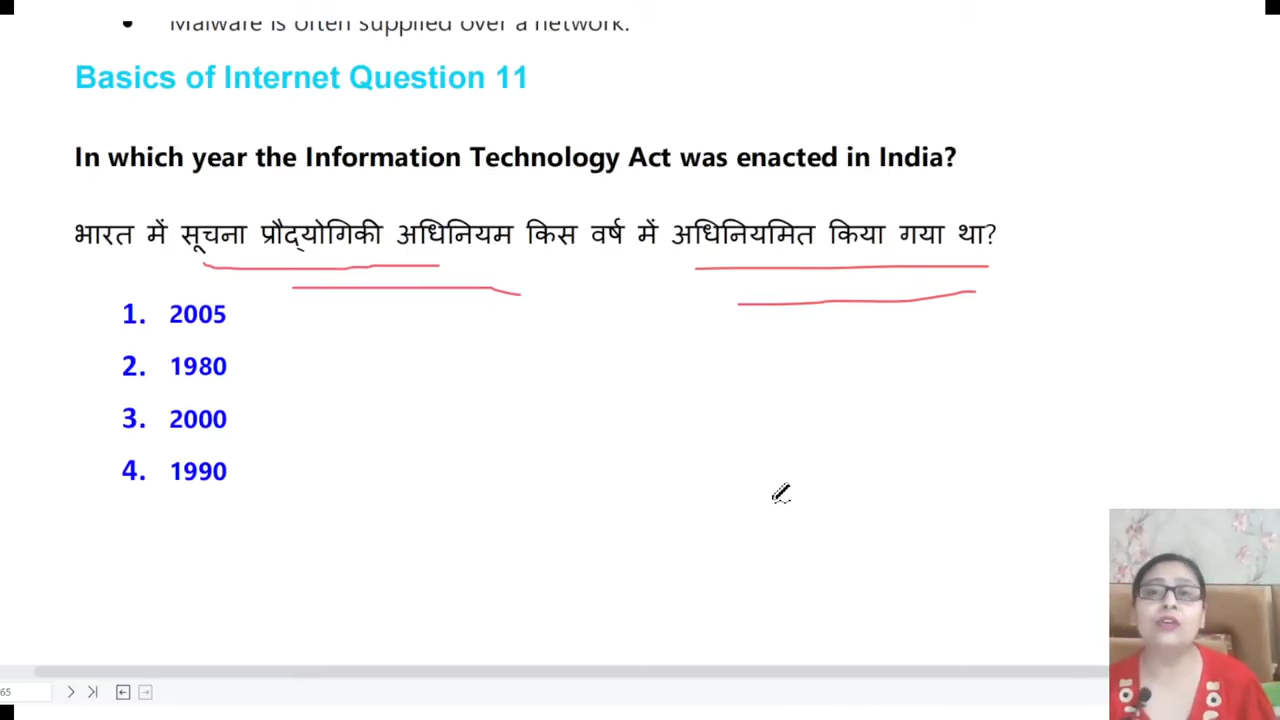 • Malware is often supplied over a network.
Basics of Internet Question 11
In which year the Information Technology Act was enacted in India?
भारत में सूचना प्रौद्योगिकी अधिनियम किस वर्ष में अधिनियमित किया गया था?
1. 2005
2. 1980
3. 2000
4. 1990
65